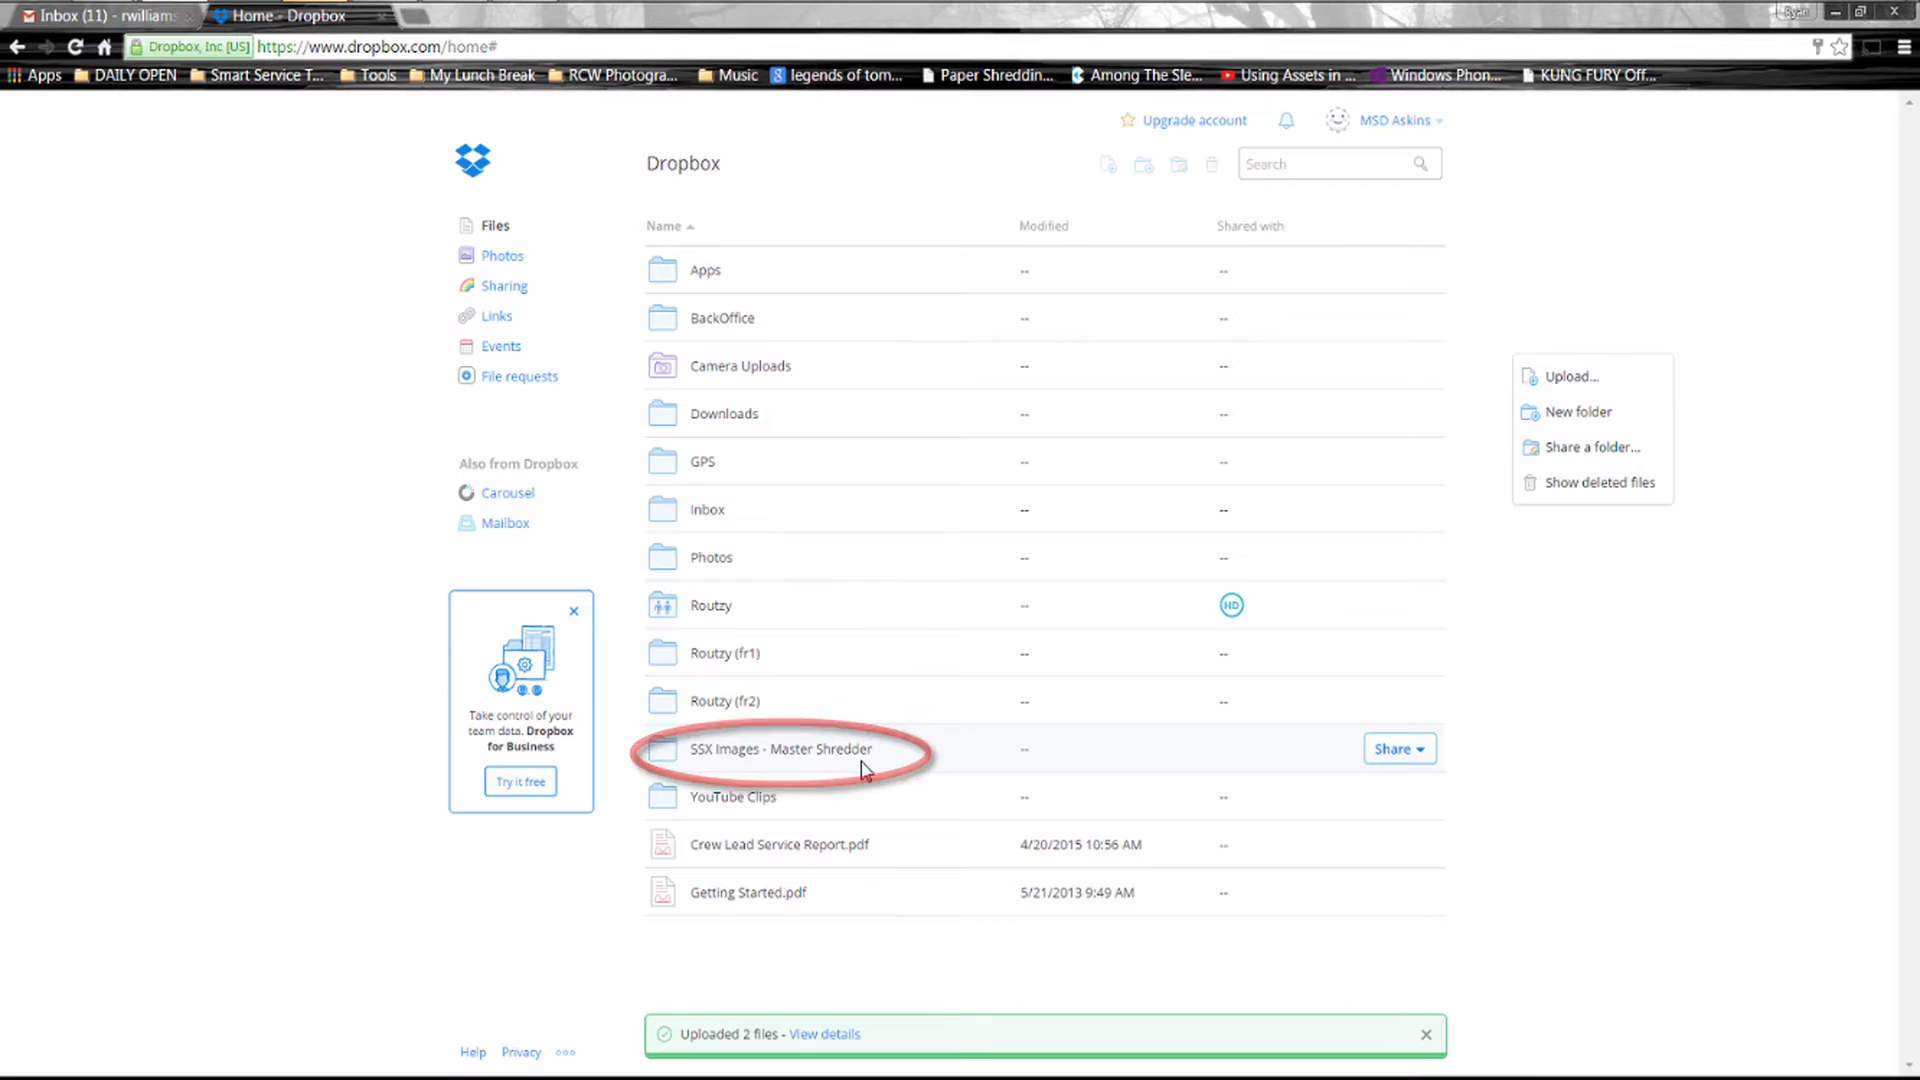 Inbox (11) - rwilliams
Home - Dropbox
Ryan
Dropbox, Inc [US] https://www.dropbox.com/home#
Apps DAILY OPEN Smart Service T... Tools My Lunch Break RCW Photogra... Music legends of tom... Paper Shreddin... Among The Sle... Using Assets in ... Windows Phon... KUNG FURY Off...
Upgrade account MSD Askins
Dropbox
Search
Files
Photos
Sharing
Links
Events
File requests
Also from Dropbox
Carousel
Mailbox
Take control of your
team data. Dropbox
for Business
Try it free
Help Privacy
Name Modified Shared with
Apps -- --
BackOffice -- --
Camera Uploads -- --
Downloads -- --
GPS -- --
Inbox -- --
Photos -- --
Routzy -- HD
Routzy (fr1) -- --
Routzy (fr2) -- --
SSX Images - Master Shredder -- Share
YouTube Clips -- --
Crew Lead Service Report.pdf 4/20/2015 10:56 AM --
Getting Started.pdf 5/21/2013 9:49 AM --
Uploaded 2 files - View details
Upload...
New folder
Share a folder...
Show deleted files